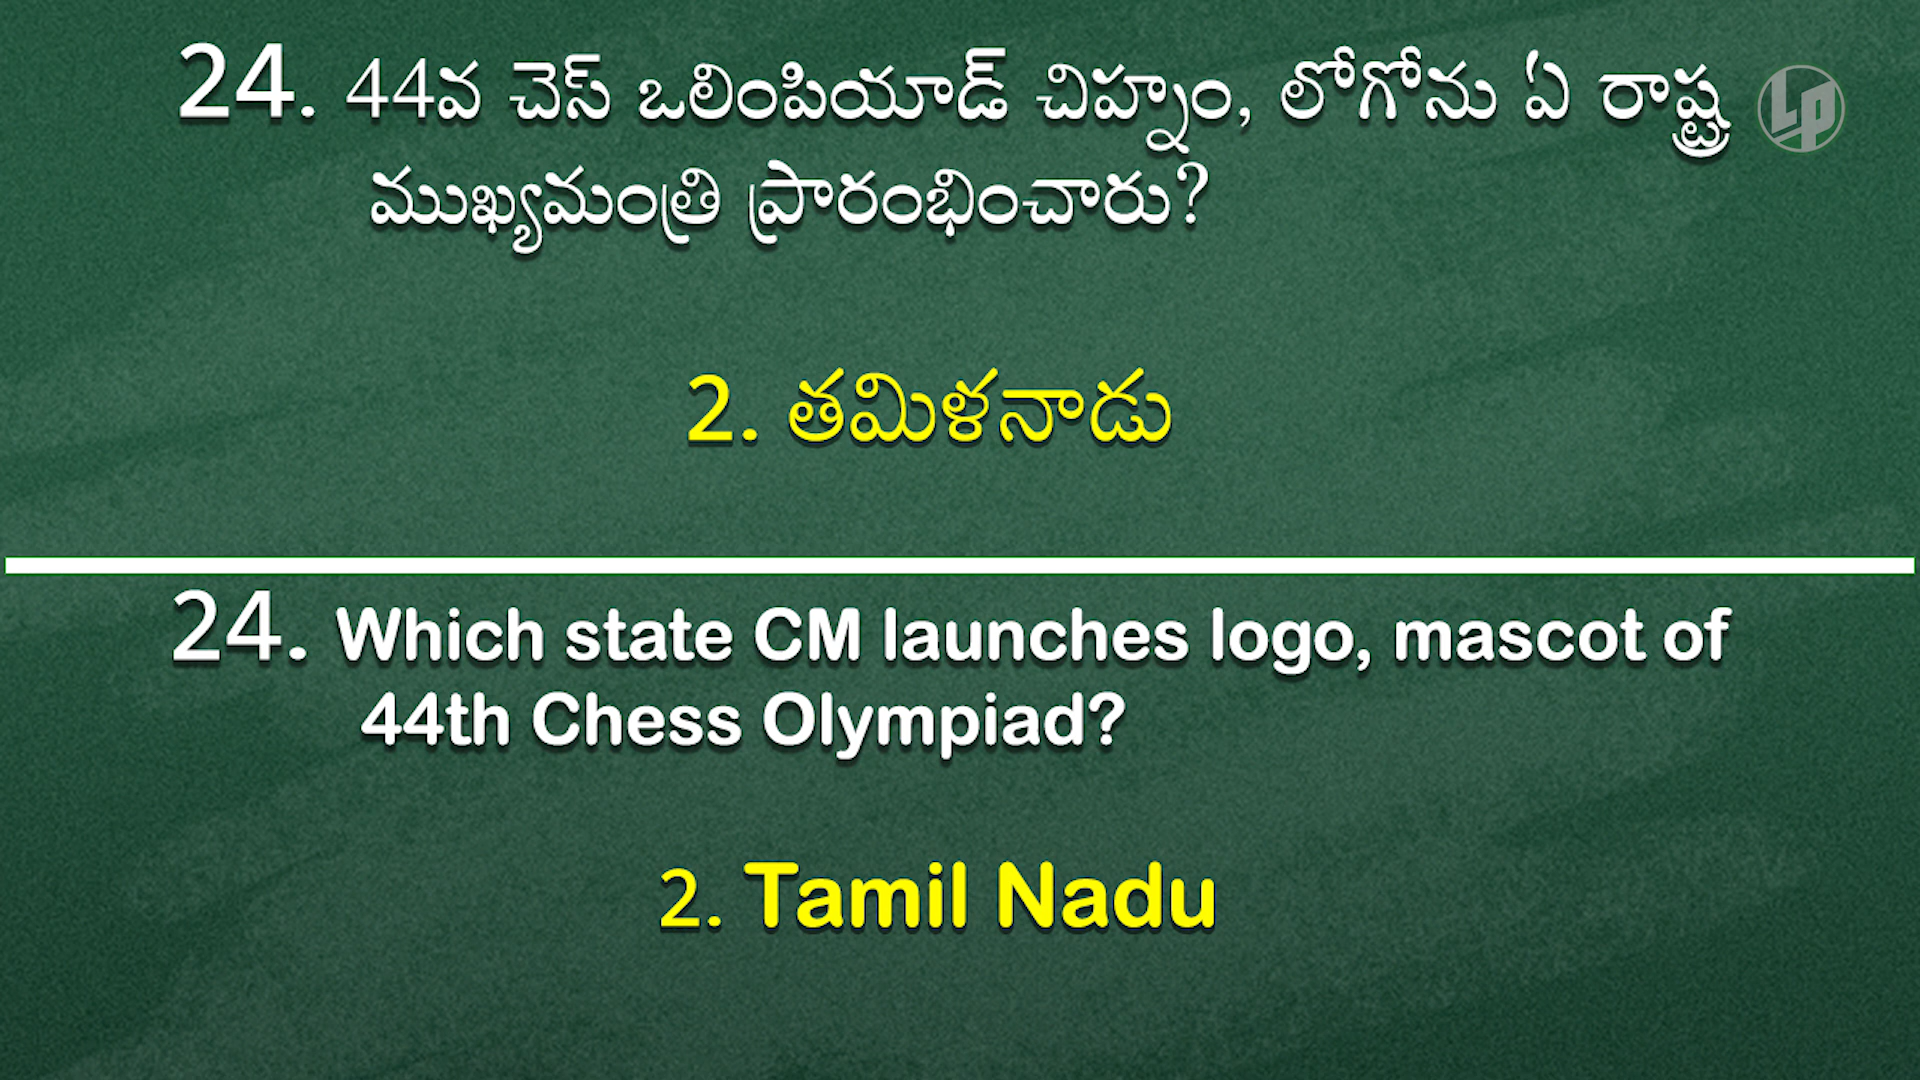 24. 44వ చెస్ ఒలింపియాడ్ చిహ్నం, లోగోను ఏ రాష్ట్ర
ముఖ్యమంత్రి ప్రారంభించారు?
LP
2. తమిళనాడు
24. Which state CM launches logo, mascot of
44th Chess Olympiad?
2. Tamil Nadu